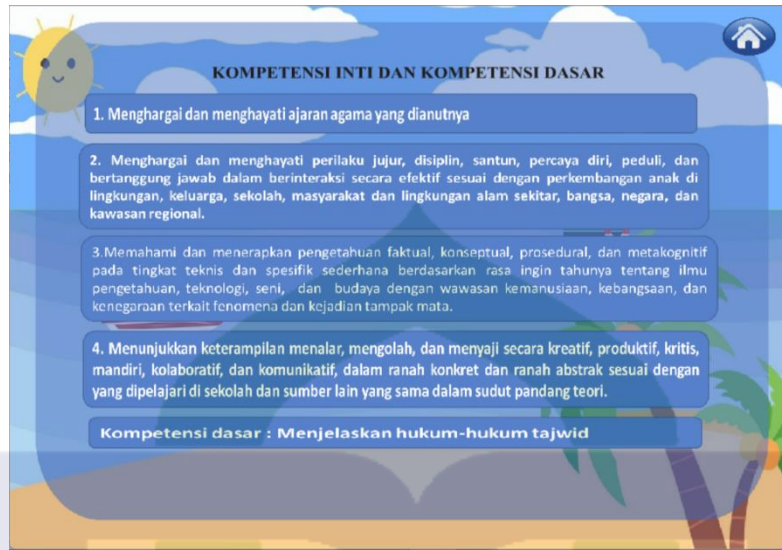 KOMPETENSI INTI DAN KOMPETENSI DASAR
1. Menghargai dan menghayati ajaran agama yang dianutnya
2. Menghargai dan menghayati perilaku jujur, disiplin, santun, percaya diri, peduli, dan
bertanggung jawab dalam berinteraksi secara efektif sesuai dengan perkembangan anak di
lingkungan, keluarga, sekolah, masyarakat dan lingkungan alam sekitar, bangsa, negara, dan
kawasan regional.
3.Memahami dan menerapkan pengetahuan faktual, konseptual, prosedural, dan metakognitif
pada tingkat teknis dan spesifik sederhana berdasarkan rasa ingin tahunya tentang ilmu
pengetahuan, teknologi, seni, dan budaya dengan wawasan kemanusiaan, kebangsaan, dan
kenegaraan terkait fenomena dan kejadian tampak mata.
4. Menunjukkan keterampilan menalar, mengolah, dan menyaji secara kreatif, produktif, kritis,
mandiri, kolaboratif, dan komunikatif, dalam ranah konkret dan ranah abstrak sesuai dengan
yang dipelajari di sekolah dan sumber lain yang sama dalam sudut pandang teori.
Kompetensi dasar : Menjelaskan hukum-hukum tajwid